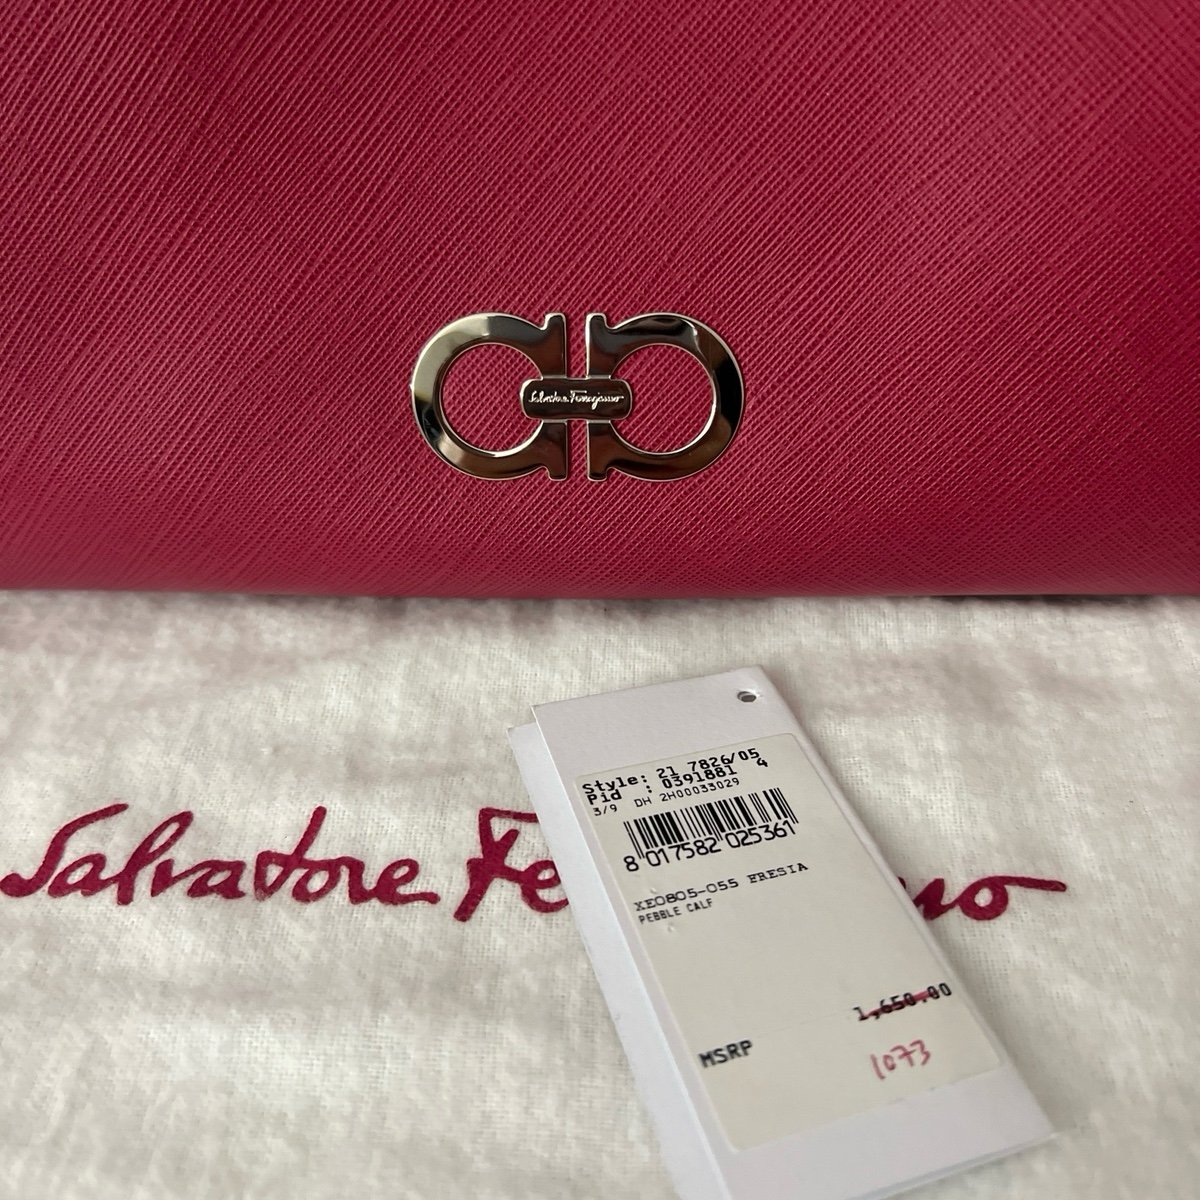 Salvatore Ferragamo
Style: 21 7826/05
Pid : 0391881 4
3/9 DH 2H00033029
8 017582 025361
XE0805-055 FRESIA
PEBBLE CALF
1,650.00
MSRP
1073
Salvatore Fe mo